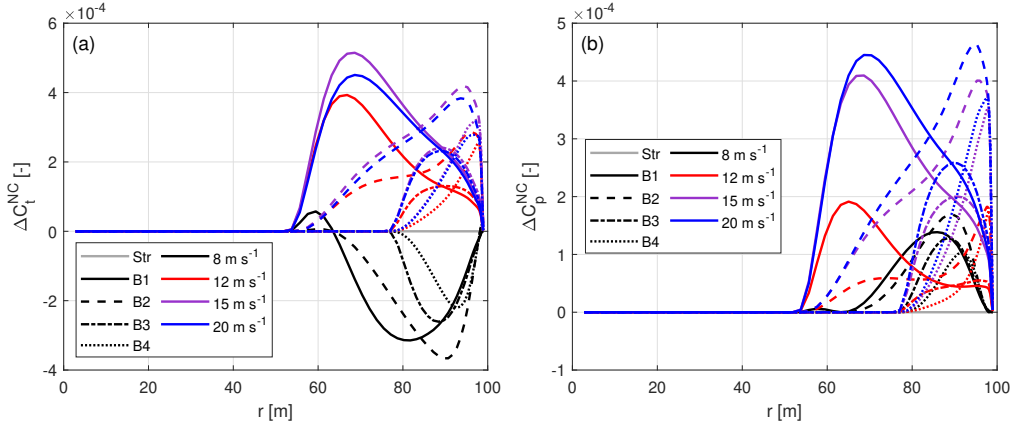 ×10⁻⁴
(a)
6
4
2
0
-2
-4
ΔC_t^NC [-]
Str
B1
B2
B3
B4
8 m s⁻¹
12 m s⁻¹
15 m s⁻¹
20 m s⁻¹
0 20 40 60 80 100
r [m]
×10⁻⁴
(b)
5
4
3
2
1
0
-1
ΔC_p^NC [-]
Str
B1
B2
B3
B4
8 m s⁻¹
12 m s⁻¹
15 m s⁻¹
20 m s⁻¹
0 20 40 60 80 100
r [m]